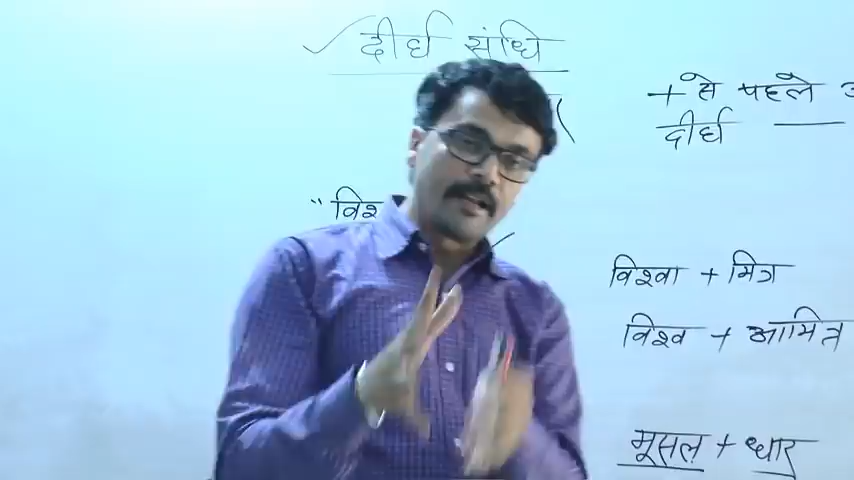 दीर्घ संधि
+ से पहले
दीर्घ
"विश
विश्वा + मित्र
विश्व + आमित्र
मूसल + धार